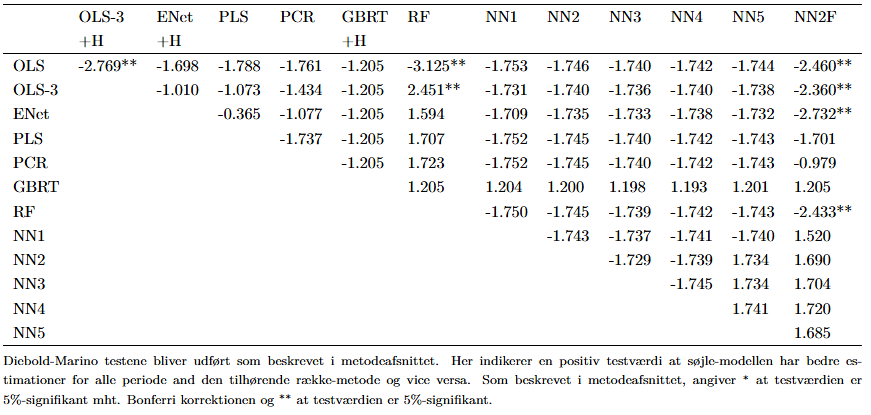 OLS-3 ENet PLS PCR GBRT RF NN1 NN2 NN3 NN4 NN5 NN2F
+H +H +H
OLS -2.769** -1.698 -1.788 -1.761 -1.205 -3.125** -1.753 -1.746 -1.740 -1.742 -1.744 -2.460**
OLS-3 -1.010 -1.073 -1.434 -1.205 2.451** -1.731 -1.740 -1.736 -1.740 -1.738 -2.360**
ENet -0.365 -1.077 -1.205 1.594 -1.709 -1.735 -1.733 -1.738 -1.732 -2.732**
PLS -1.737 -1.205 1.707 -1.752 -1.745 -1.740 -1.742 -1.743 -1.701
PCR -1.205 1.723 -1.752 -1.745 -1.740 -1.742 -1.743 -0.979
GBRT 1.205 1.204 1.200 1.198 1.193 1.201 1.205
RF -1.750 -1.745 -1.739 -1.742 -1.743 -2.433**
NN1 -1.743 -1.737 -1.741 -1.740 1.520
NN2 -1.729 -1.739 1.734 1.690
NN3 -1.745 1.734 1.704
NN4 1.741 1.720
NN5 1.685
Diebold-Marino testene bliver udført som beskrevet i metodeafsnittet. Her indikerer en positiv testværdi at søjle-modellen har bedre es-
timationer for alle periode and den tilhørende række-metode og vice versa. Som beskrevet i metodeafsnittet, angiver * at testværdien er
5%-signifikant mht. Bonferri korrektionen og ** at testværdien er 5%-signifikant.